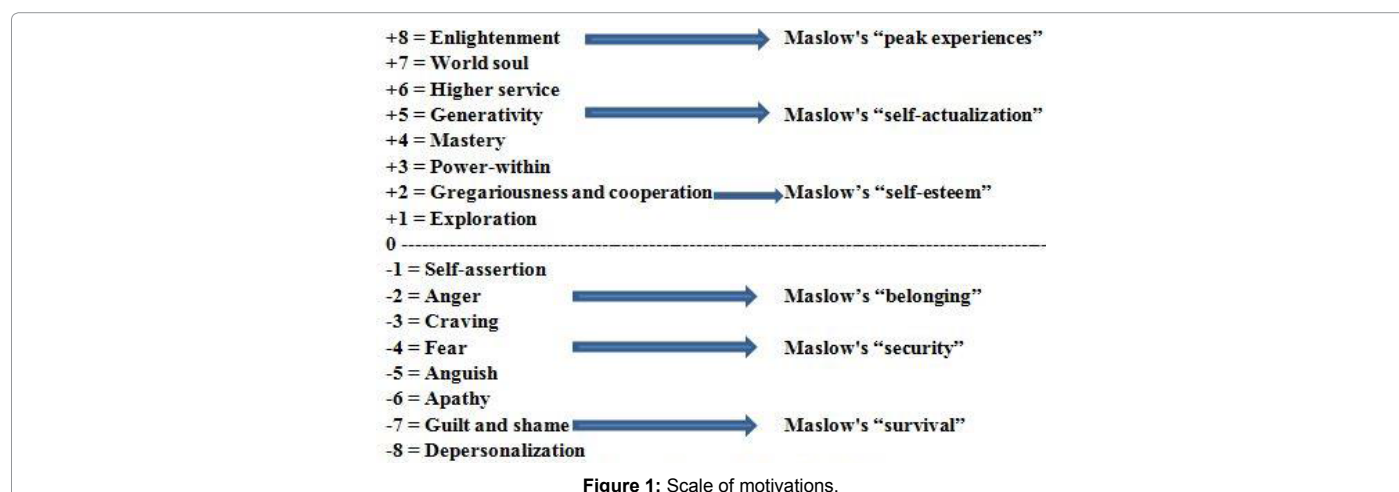 +8 = Enlightenment Maslow's “peak experiences”
+7 = World soul
+6 = Higher service
+5 = Generativity Maslow's “self-actualization”
+4 = Mastery
+3 = Power-within
+2 = Gregariousness and cooperation Maslow’s “self-esteem”
+1 = Exploration
0 ------------------------------------------------------------------------------------------
-1 = Self-assertion
-2 = Anger Maslow’s “belonging”
-3 = Craving
-4 = Fear Maslow's “security”
-5 = Anguish
-6 = Apathy
-7 = Guilt and shame Maslow's “survival”
-8 = Depersonalization
Figure 1: Scale of motivations.